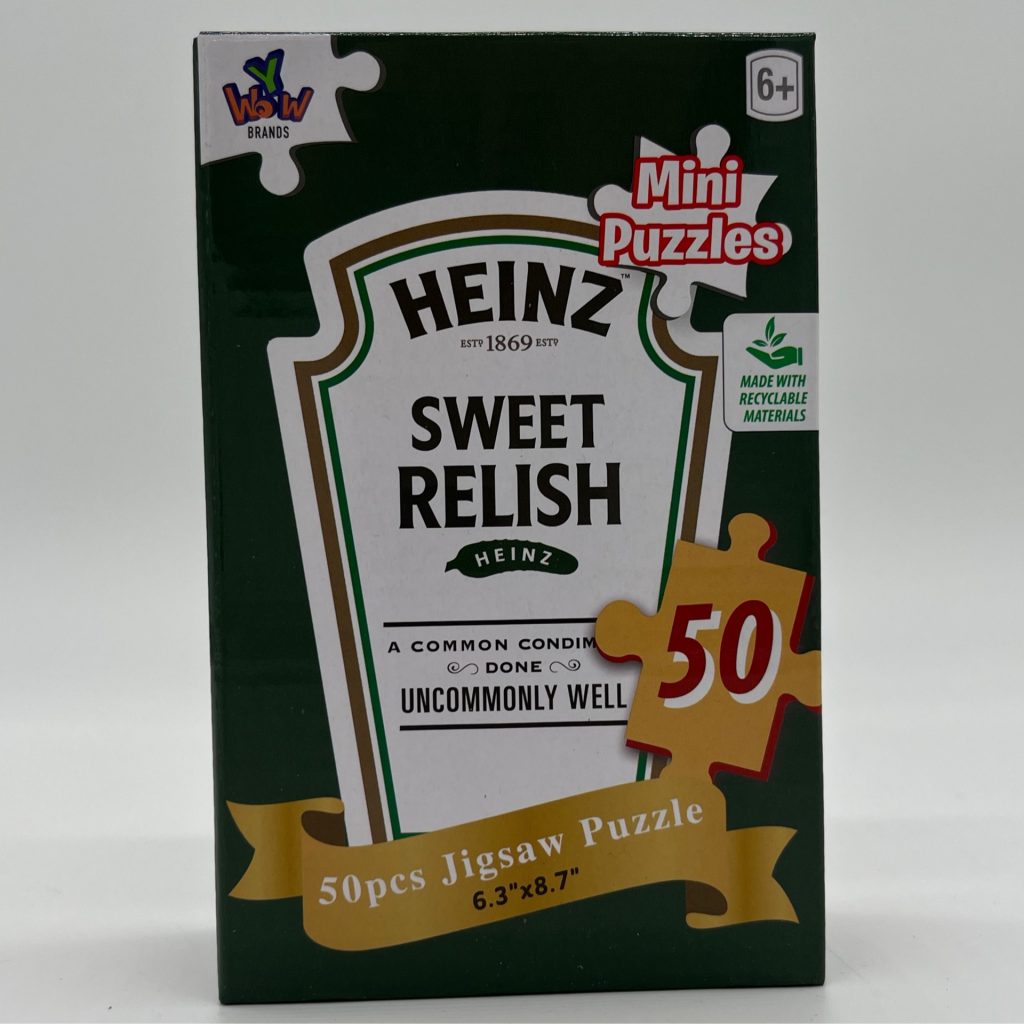 Y
WOW
BRANDS
6+
Mini
Puzzles
HEINZ™
ESTD 1869 ESTD
MADE WITH
RECYCLABLE
MATERIALS
SWEET
RELISH
HEINZ
A COMMON CONDIM
DONE
UNCOMMONLY WELL
50
50pcs Jigsaw Puzzle
6.3"x8.7"